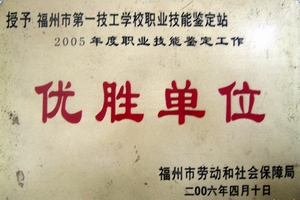 授予 福州市第一技工学校职业技能鉴定站
2005年度职业技能鉴定工作
优胜单位
福州市劳动和社会保障局
二00六年四月十日